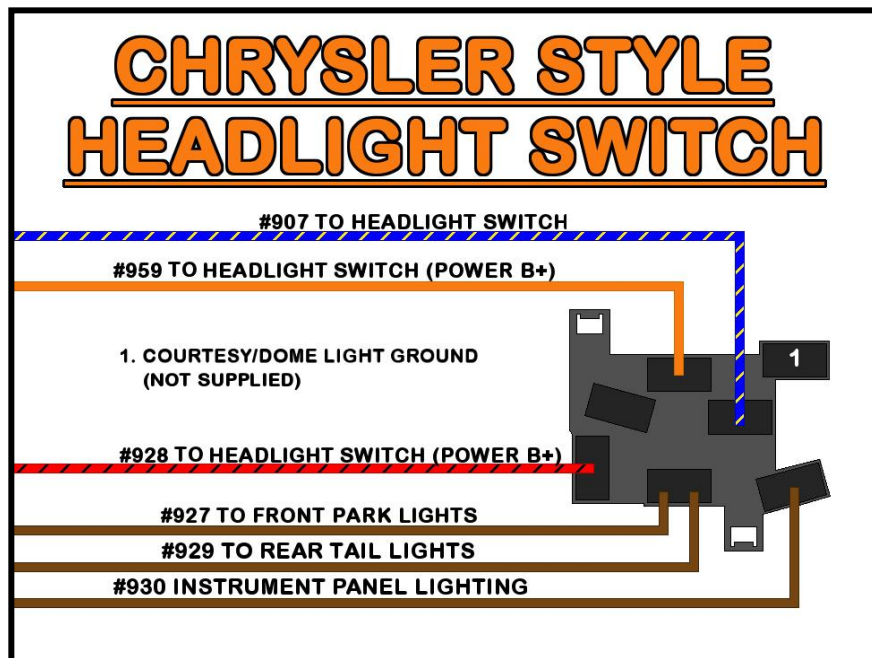 CHRYSLER STYLE
HEADLIGHT SWITCH
#907 TO HEADLIGHT SWITCH
#959 TO HEADLIGHT SWITCH (POWER B+)
1
1. COURTESY/DOME LIGHT GROUND
(NOT SUPPLIED)
#928 TO HEADLIGHT SWITCH (POWER B+)
#927 TO FRONT PARK LIGHTS
#929 TO REAR TAIL LIGHTS
#930 INSTRUMENT PANEL LIGHTING